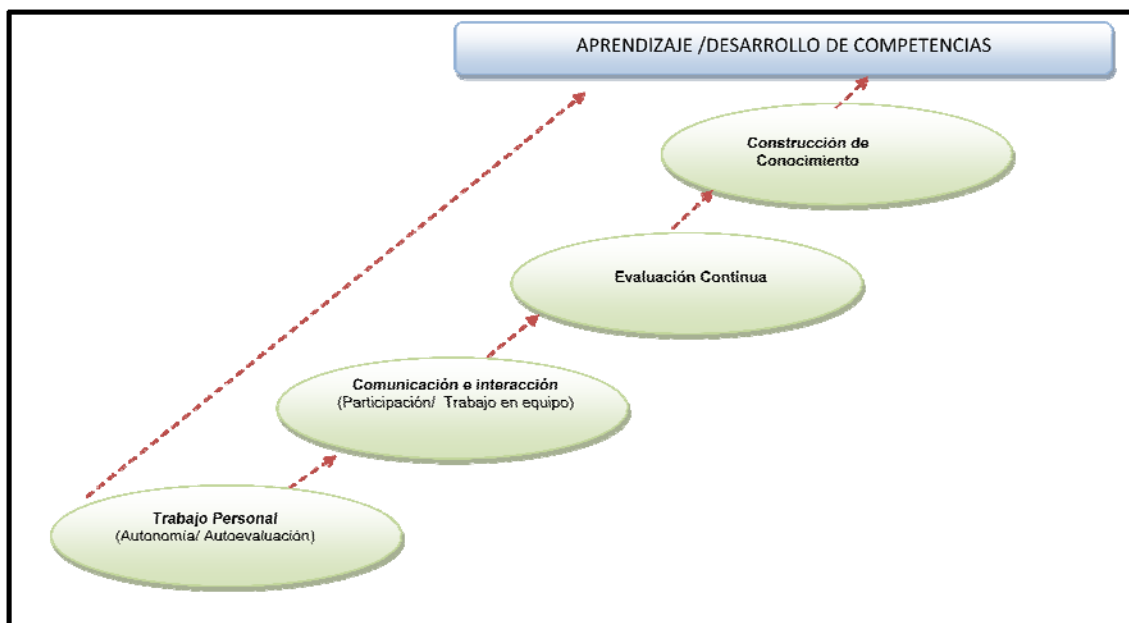 APRENDIZAJE /DESARROLLO DE COMPETENCIAS
Construcción de
Conocimiento
Evaluación Continua
Comunicación e interacción
(Participación/ Trabajo en equipo)
Trabajo Personal
(Autonomía/ Autoevaluación)